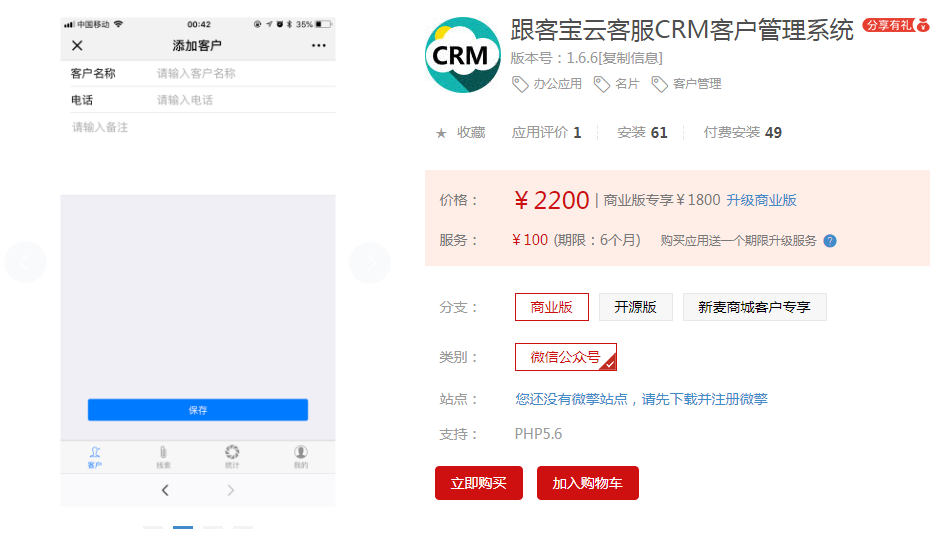 中国移动 00:42 35%
添加客户
客户名称 请输入客户名称
电话 请输入电话
请输入备注
保存
客户 线索 统计 我的
CRM
跟客宝云客服CRM客户管理系统 分享有礼
版本号：1.6.6[复制信息]
办公应用 名片 客户管理
★ 收藏 应用评价 1 安装 61 付费安装 49
价格： ¥ 2200 | 商业版专享￥1800 升级商业版
服务： ¥ 100 (期限：6个月) 购买应用送一个期限升级服务 ?
分支： 商业版 开源版 新麦商城客户专享
类别： 微信公众号
站点： 您还没有微擎站点，请先下载并注册微擎
支持： PHP5.6
立即购买 加入购物车